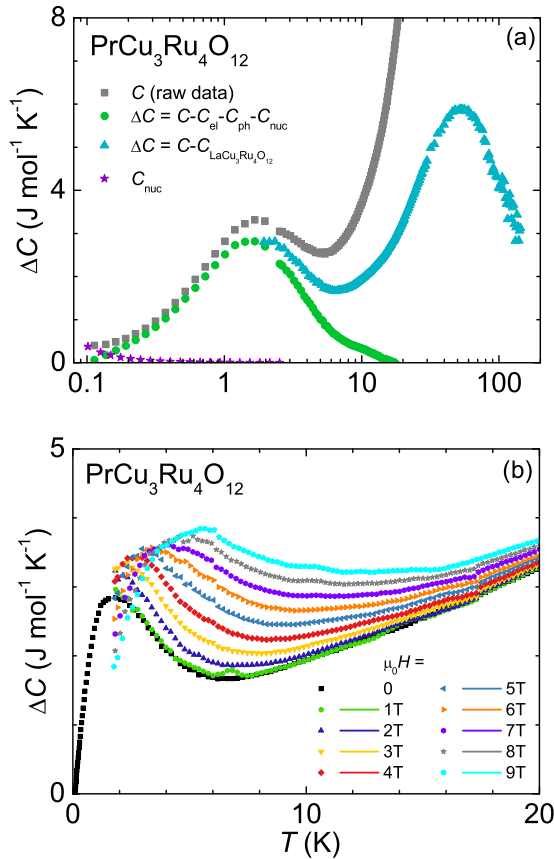 PrCu3Ru4O12 (a)
C (raw data)
ΔC = C-Cel-Cph-Cnuc
ΔC = C-CLaCu3Ru4O12
Cnuc
ΔC (J mol⁻¹ K⁻¹)
8
4
0
0.1 1 10 100
PrCu3Ru4O12 (b)
ΔC (J mol⁻¹ K⁻¹)
5
0
μ0H =
0 5T
1T 6T
2T 7T
3T 8T
4T 9T
0 10 20
T (K)